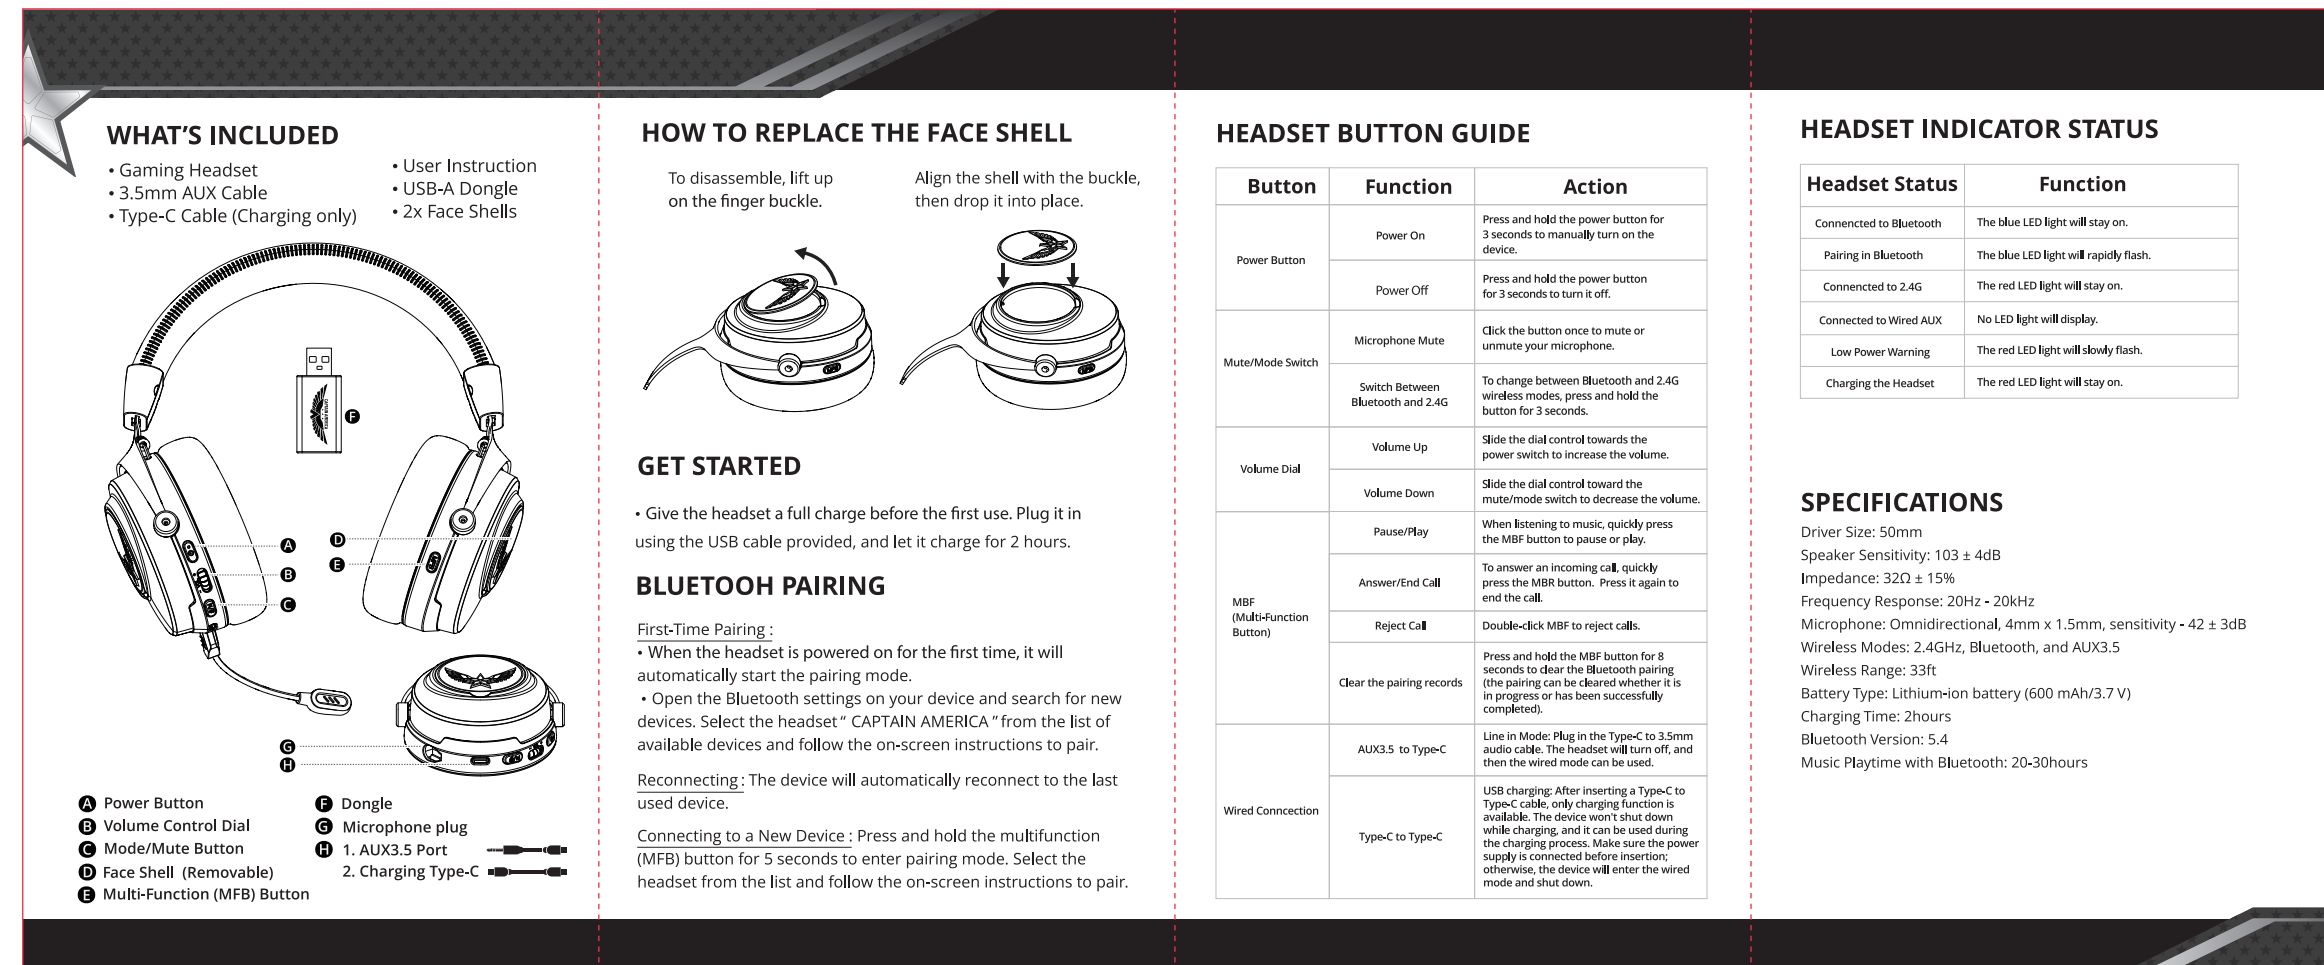 WHAT'S INCLUDED
• Gaming Headset
• 3.5mm AUX Cable
• Type-C Cable (Charging only)
• User Instruction
• USB-A Dongle
• 2x Face Shells
F
A
B
C
D
E
G
H
A Power Button
B Volume Control Dial
C Mode/Mute Button
D Face Shell (Removable)
E Multi-Function (MFB) Button
F Dongle
G Microphone plug
H 1. AUX3.5 Port
2. Charging Type-C
HOW TO REPLACE THE FACE SHELL
To disassemble, lift up
on the finger buckle.
Align the shell with the buckle,
then drop it into place.
GET STARTED
• Give the headset a full charge before the first use. Plug it in
using the USB cable provided, and let it charge for 2 hours.
BLUETOOH PAIRING
First-Time Pairing :
• When the headset is powered on for the first time, it will
automatically start the pairing mode.
• Open the Bluetooth settings on your device and search for new
devices. Select the headset " CAPTAIN AMERICA " from the list of
available devices and follow the on-screen instructions to pair.
Reconnecting : The device will automatically reconnect to the last
used device.
Connecting to a New Device : Press and hold the multifunction
(MFB) button for 5 seconds to enter pairing mode. Select the
headset from the list and follow the on-screen instructions to pair.
HEADSET BUTTON GUIDE
Button Function Action
Power Button
Power On
Press and hold the power button for
3 seconds to manually turn on the
device.
Power Off
Press and hold the power button
for 3 seconds to turn it off.
Mute/Mode Switch
Microphone Mute
Click the button once to mute or
unmute your microphone.
Switch Between
Bluetooth and 2.4G
To change between Bluetooth and 2.4G
wireless modes, press and hold the
button for 3 seconds.
Volume Dial
Volume Up
Slide the dial control towards the
power switch to increase the volume.
Volume Down
Slide the dial control toward the
mute/mode switch to decrease the volume.
MBF
(Multi-Function
Button)
Pause/Play
When listening to music, quickly press
the MBF button to pause or play.
Answer/End Call
To answer an incoming call, quickly
press the MBR button. Press it again to
end the call.
Reject Call
Double-click MBF to reject calls.
Clear the pairing records
Press and hold the MBF button for 8
seconds to clear the Bluetooth pairing
(the pairing can be cleared whether it is
in progress or has been successfully
completed).
Wired Conncection
AUX3.5 to Type-C
Line in Mode: Plug in the Type-C to 3.5mm
audio cable. The headset will turn off, and
then the wired mode can be used.
Type-C to Type-C
USB charging: After inserting a Type-C to
Type-C cable, only charging function is
available. The device won't shut down
while charging, and it can be used during
the charging process. Make sure the power
supply is connected before insertion;
otherwise, the device will enter the wired
mode and shut down.
HEADSET INDICATOR STATUS
Headset Status Function
Connencted to Bluetooth The blue LED light will stay on.
Pairing in Bluetooth The blue LED light will rapidly flash.
Connencted to 2.4G The red LED light will stay on.
Connected to Wired AUX No LED light will display.
Low Power Warning The red LED light will slowly flash.
Charging the Headset The red LED light will stay on.
SPECIFICATIONS
Driver Size: 50mm
Speaker Sensitivity: 103 ± 4dB
Impedance: 32Ω ± 15%
Frequency Response: 20Hz - 20kHz
Microphone: Omnidirectional, 4mm x 1.5mm, sensitivity - 42 ± 3dB
Wireless Modes: 2.4GHz, Bluetooth, and AUX3.5
Wireless Range: 33ft
Battery Type: Lithium-ion battery (600 mAh/3.7 V)
Charging Time: 2hours
Bluetooth Version: 5.4
Music Playtime with Bluetooth: 20-30hours